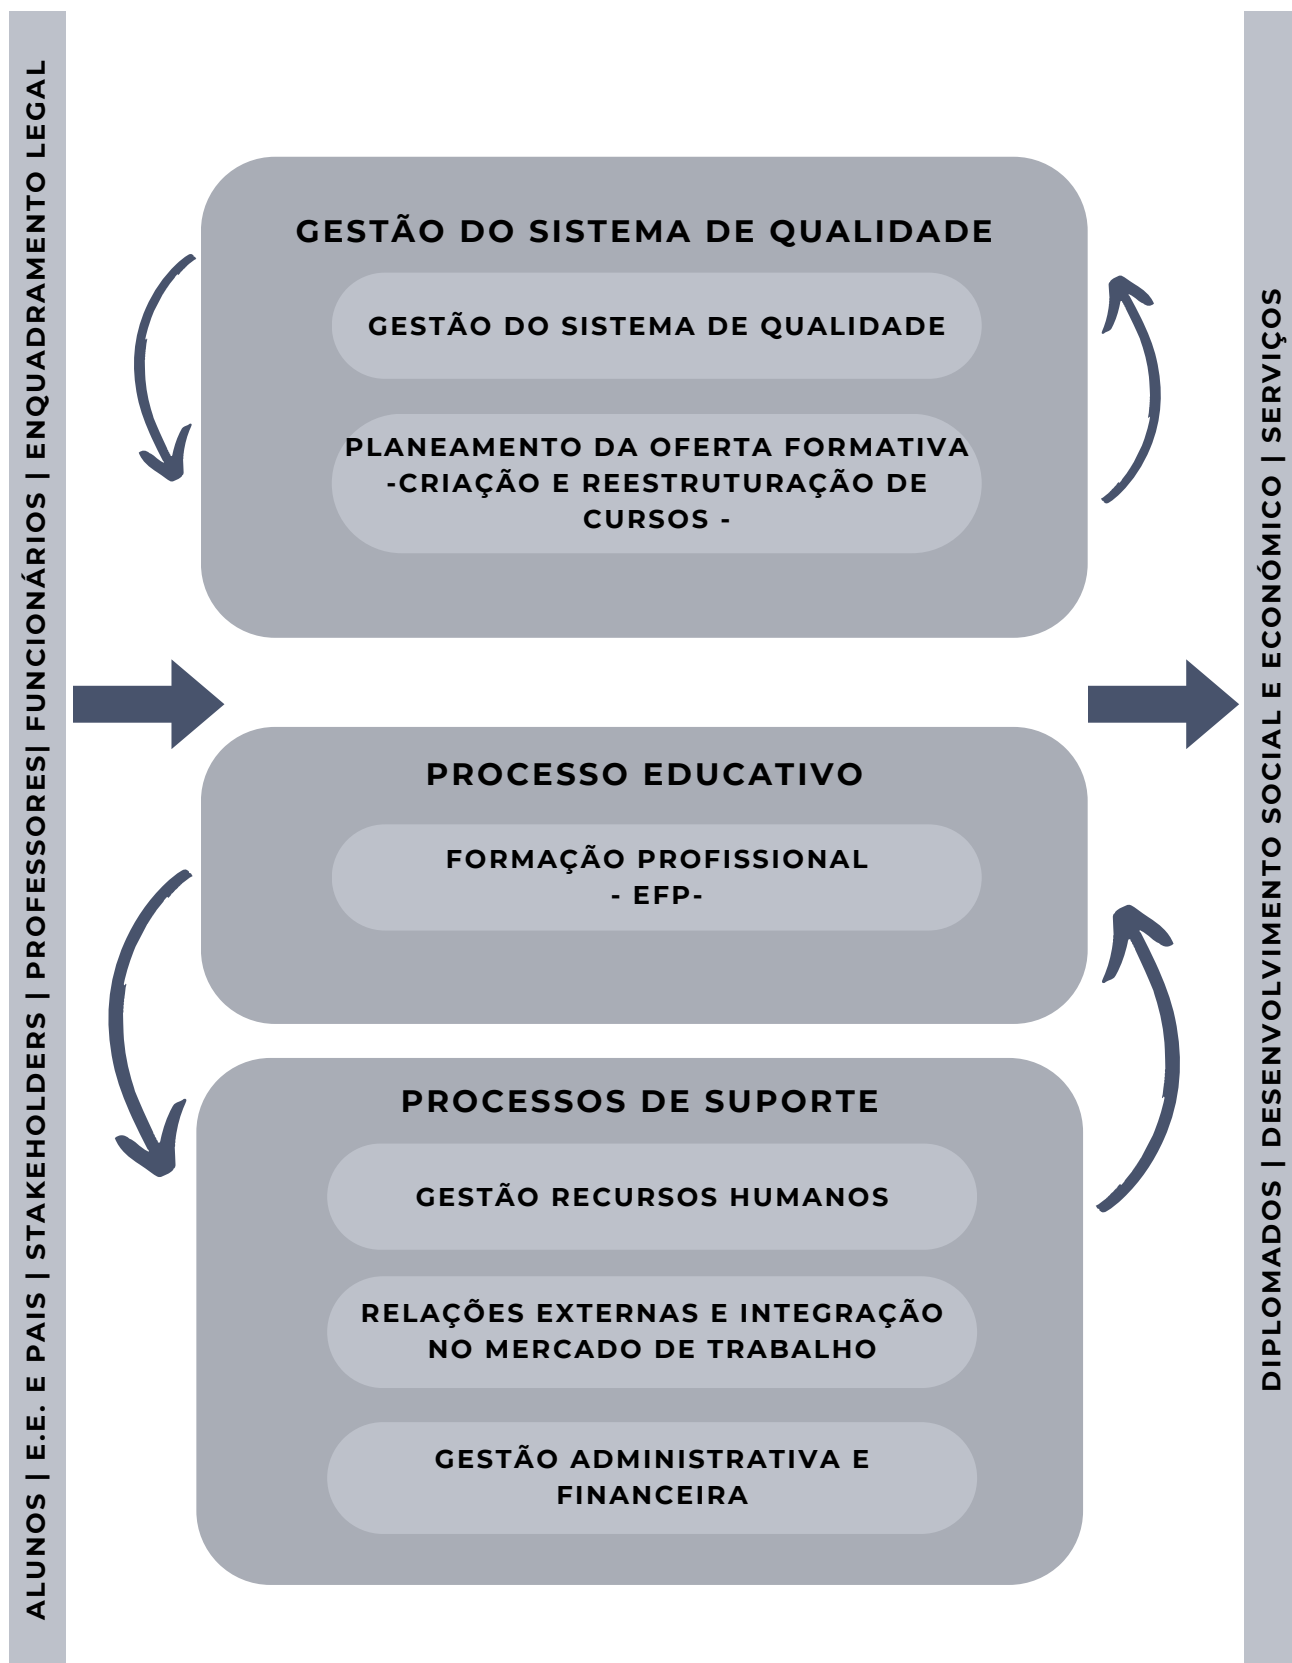 ALUNOS | E.E. E PAIS | STAKEHOLDERS | PROFESSORES| FUNCIONÁRIOS | ENQUADRAMENTO LEGAL
GESTÃO DO SISTEMA DE QUALIDADE
GESTÃO DO SISTEMA DE QUALIDADE
PLANEAMENTO DA OFERTA FORMATIVA
-CRIAÇÃO E REESTRUTURAÇÃO DE
CURSOS -
PROCESSO EDUCATIVO
FORMAÇÃO PROFISSIONAL
- EFP-
PROCESSOS DE SUPORTE
GESTÃO RECURSOS HUMANOS
RELAÇÕES EXTERNAS E INTEGRAÇÃO
NO MERCADO DE TRABALHO
GESTÃO ADMINISTRATIVA E
FINANCEIRA
DIPLOMADOS | DESENVOLVIMENTO SOCIAL E ECONÓMICO | SERVIÇOS